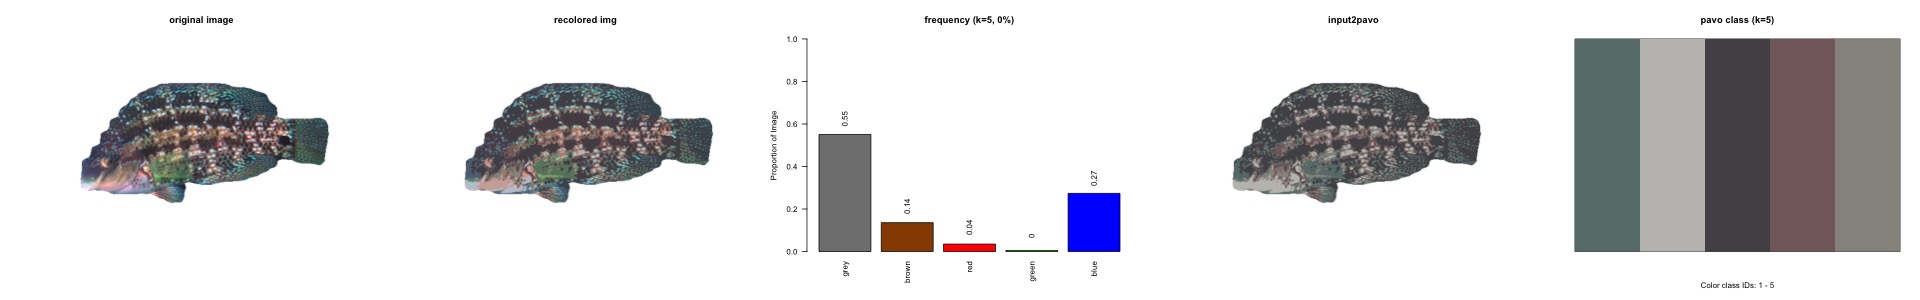 original image
recolored img
frequency (k=5, 0%)
input2pavo
pavo class (k=5)
Proportion of Image
1.0
0.8
0.6
0.4
0.2
0.0
0.55
0.14
0.04
0
0.27
grey
brown
red
green
blue
Color class IDs: 1 - 5